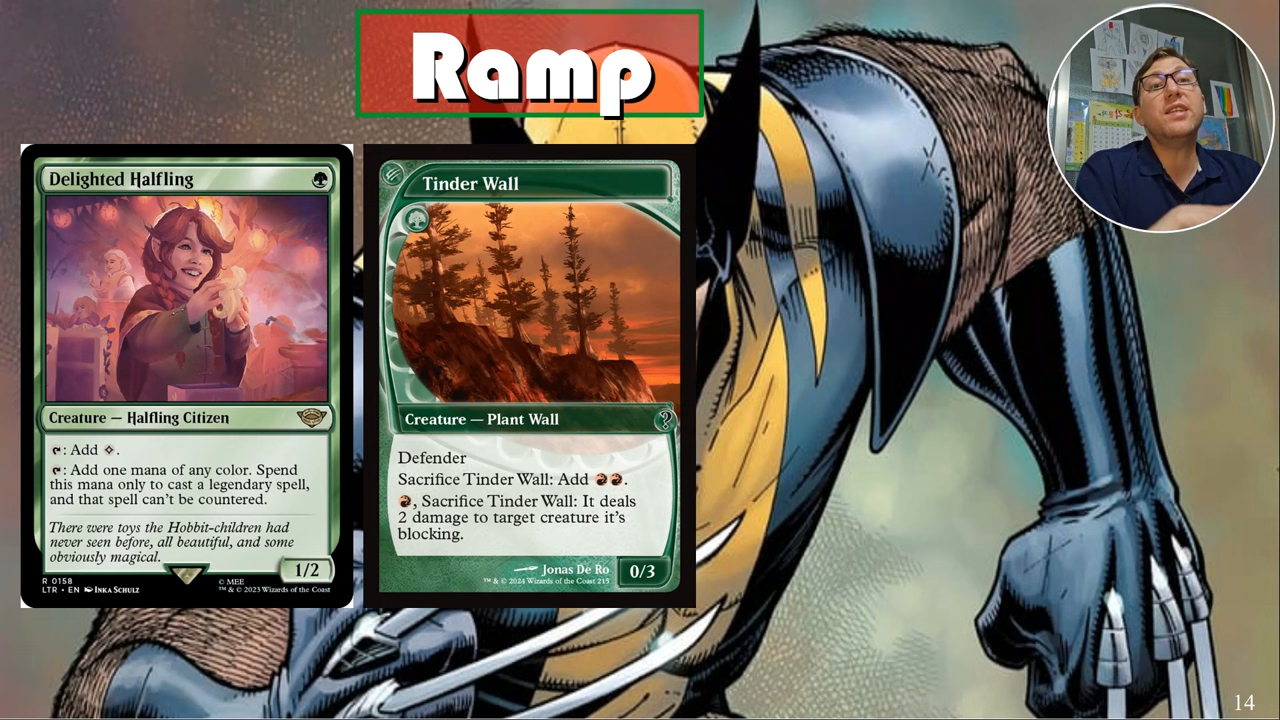 Ramp
Delighted Halfling
Creature — Halfling Citizen
: Add .
: Add one mana of any color. Spend
this mana only to cast a legendary spell,
and that spell can't be countered.
There were toys the Hobbit-children had
never seen before, all beautiful, and some
obviously magical.
1/2
R 0158
LTR • EN INKA SCHULZ
© MEE
™ & © 2023 Wizards of the Coast
Tinder Wall
Creature — Plant Wall
Defender
Sacrifice Tinder Wall: Add .
, Sacrifice Tinder Wall: It deals
2 damage to target creature it's
blocking.
Jonas De Ro
™ & © 2024 Wizards of the Coast 215
0/3
14